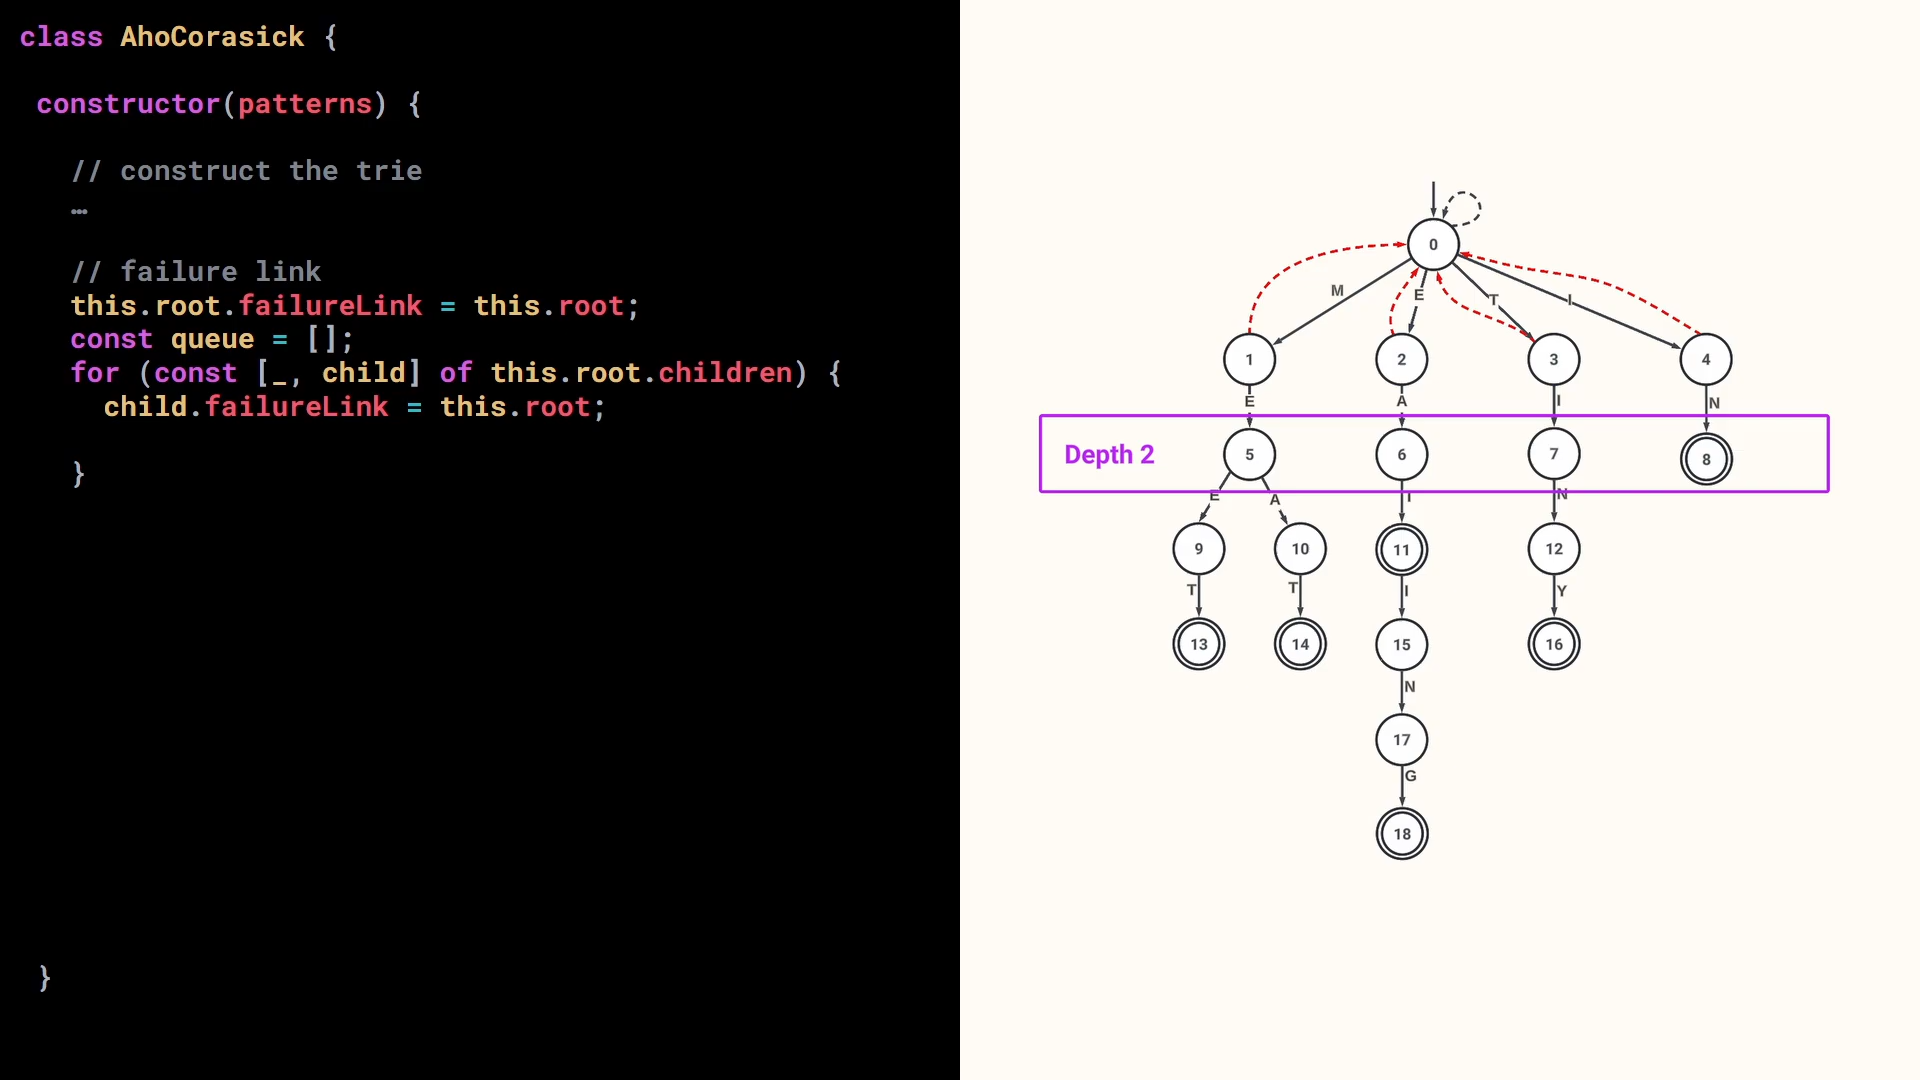 class AhoCorasick {
constructor(patterns) {
// construct the trie
…
// failure link
this.root.failureLink = this.root;
const queue = [];
for (const [_, child] of this.root.children) {
child.failureLink = this.root;
}
}
0
M E T I
1 2 3 4
E A I N
Depth 2 5 6 7 8
E A I N
9 10 11 12
T T I Y
13 14 15 16
N
17
G
18